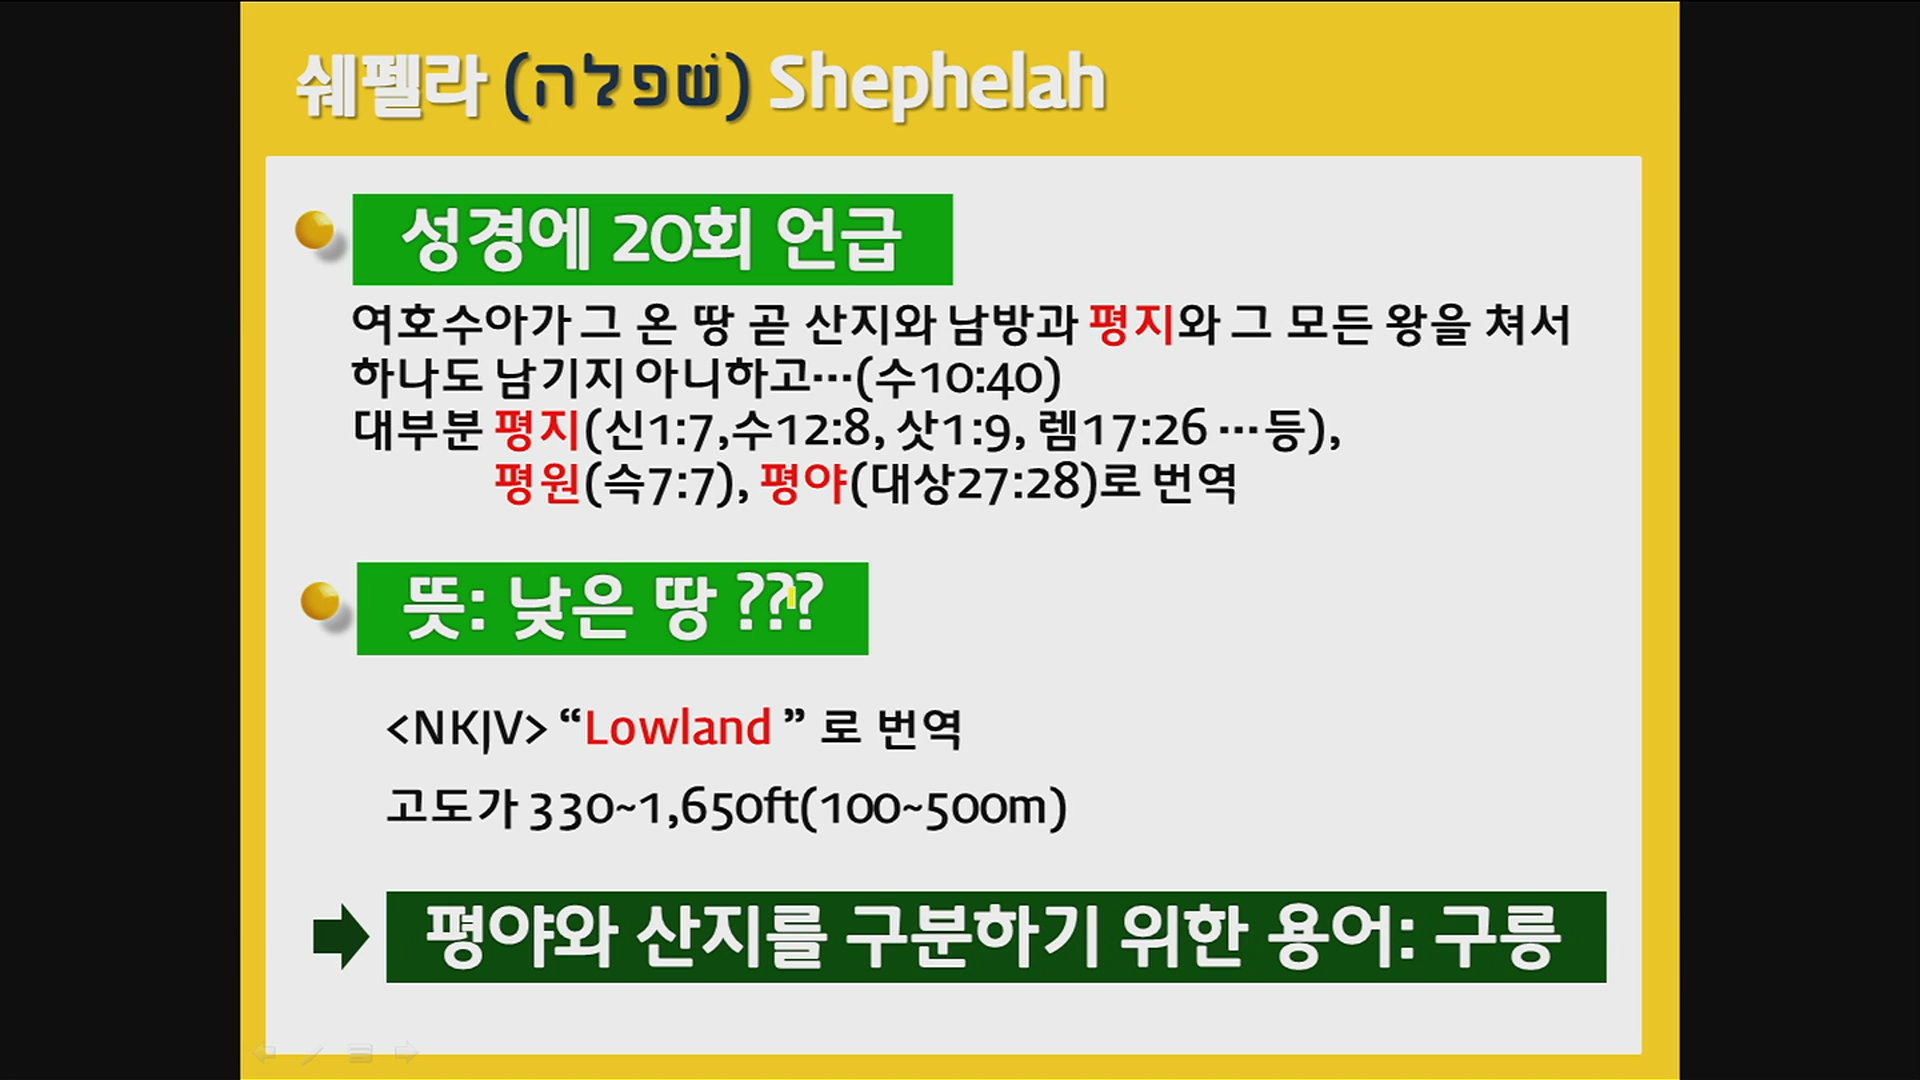 쉐펠라 (שׁפלה) Shephelah
성경에 20회 언급
여호수아가 그 온 땅 곧 산지와 남방과 평지와 그 모든 왕을 쳐서
하나도 남기지 아니하고…(수10:40)
대부분 평지(신1:7,수12:8, 삿1:9, 렘17:26 …등),
평원(슥7:7), 평야(대상27:28)로 번역
뜻: 낮은 땅 ???
<NKJV> “Lowland ” 로 번역
고도가 330~1,650ft(100~500m)
평야와 산지를 구분하기 위한 용어: 구릉